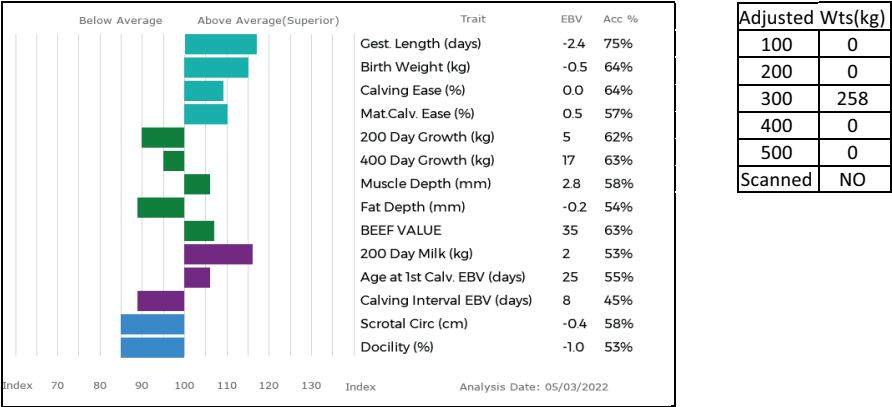 Below Average Above Average(Superior) Trait EBV Acc %
Gest. Length (days) -2.4 75%
Birth Weight (kg) -0.5 64%
Calving Ease (%) 0.0 64%
Mat.Calv. Ease (%) 0.5 57%
200 Day Growth (kg) 5 62%
400 Day Growth (kg) 17 63%
Muscle Depth (mm) 2.8 58%
Fat Depth (mm) -0.2 54%
BEEF VALUE 35 63%
200 Day Milk (kg) 2 53%
Age at 1st Calv. EBV (days) 25 55%
Calving Interval EBV (days) 8 45%
Scrotal Circ (cm) -0.4 58%
Docility (%) -1.0 53%
Index 70 80 90 100 110 120 130 Index Analysis Date: 05/03/2022
Adjusted Wts(kg)
100 0
200 0
300 258
400 0
500 0
Scanned NO